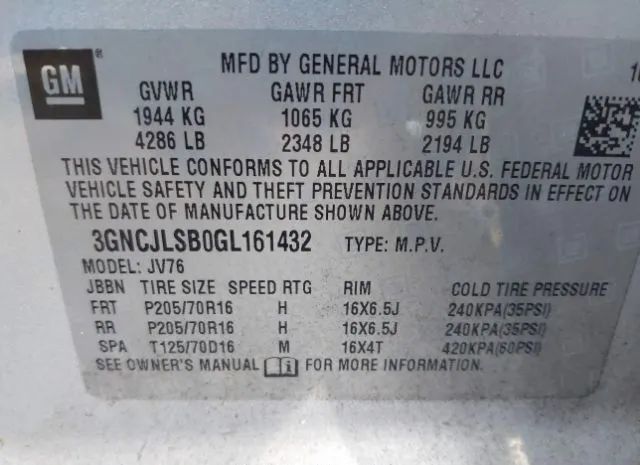 GM ®
MFD BY GENERAL MOTORS LLC
GVWR GAWR FRT GAWR RR
1944 KG 1065 KG 995 KG
4286 LB 2348 LB 2194 LB
THIS VEHICLE CONFORMS TO ALL APPLICABLE U.S. FEDERAL MOTOR
VEHICLE SAFETY AND THEFT PREVENTION STANDARDS IN EFFECT ON
THE DATE OF MANUFACTURE SHOWN ABOVE.
3GNCJLSB0GL161432 TYPE: M.P.V.
MODEL: JV76
JBBN TIRE SIZE SPEED RTG RIM COLD TIRE PRESSURE
FRT P205/70R16 H 16X6.5J 240KPA(35PSI)
RR P205/70R16 H 16X6.5J 240KPA(35PSI)
SPA T125/70D16 M 16X4T 420KPA(60PSI)
SEE OWNER'S MANUAL FOR MORE INFORMATION.